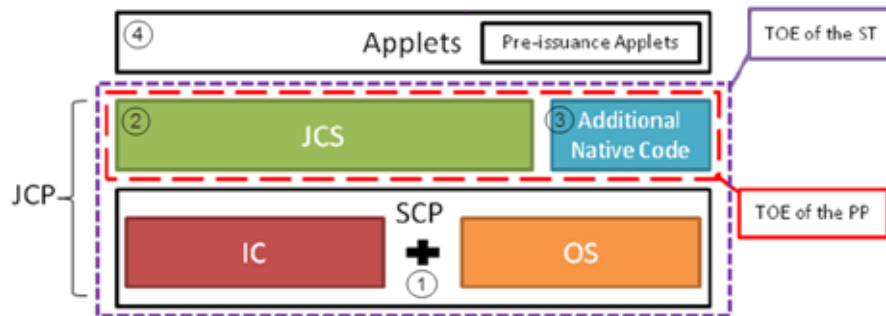 ④
Applets
Pre-issuance Applets
TOE of the ST
JCP
②
JCS
③
Additional
Native Code
TOE of the PP
SCP
IC
①
OS